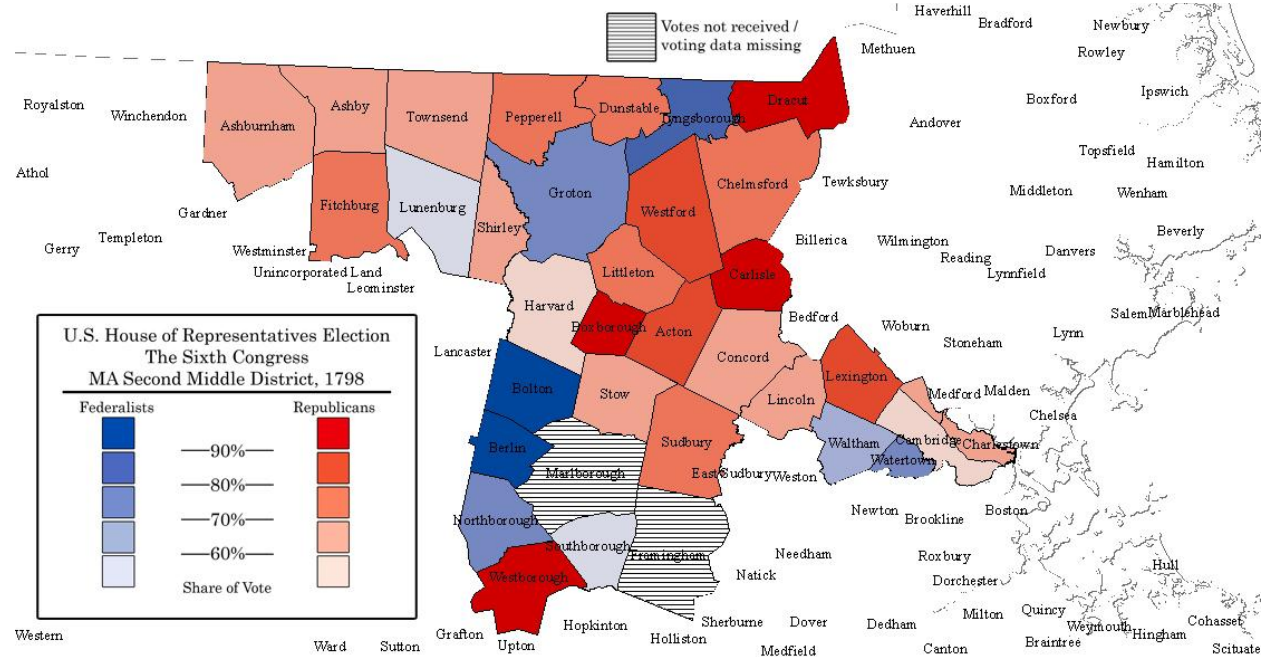 Haverhill
Bradford
Newbury
Votes not received /
voting data missing
Methuen
Rowley
Royalston
Winchendon
Ashburnham
Ashby
Townsend
Pepperell
Dunstable
Tyngsborough
Dracut
Andover
Boxford
Ipswich
Topsfield
Hamilton
Athol
Gardner
Fitchburg
Lunenburg
Shirley
Groton
Westford
Chelmsford
Tewksbury
Middleton
Wenham
Gerry
Templeton
Westminster
Billerica
Wilmington
Reading
Danvers
Beverly
Unincorporated Land
Leominster
Littleton
Carlisle
Lynnfield
Harvard
Boxborough
Acton
Bedford
Woburn
Stoneham
Lynn
Salem
Marblehead
U.S. House of Representatives Election
The Sixth Congress
MA Second Middle District, 1798
Federalists
Republicans
90%
80%
70%
60%
Share of Vote
Lancaster
Concord
Lexington
Bolton
Stow
Lincoln
Medford
Malden
Chelsea
Berlin
Sudbury
Waltham
Cambridge
Charlestown
Watertown
Marlborough
East Sudbury
Weston
Northborough
Newton
Brookline
Boston
Southborough
Framingham
Needham
Roxbury
Westborough
Natick
Dorchester
Hull
Western
Ward
Sutton
Grafton
Upton
Hopkinton
Holliston
Sherburne
Dover
Medfield
Dedham
Canton
Milton
Quincy
Braintree
Weymouth
Hingham
Cohasset
Scituate